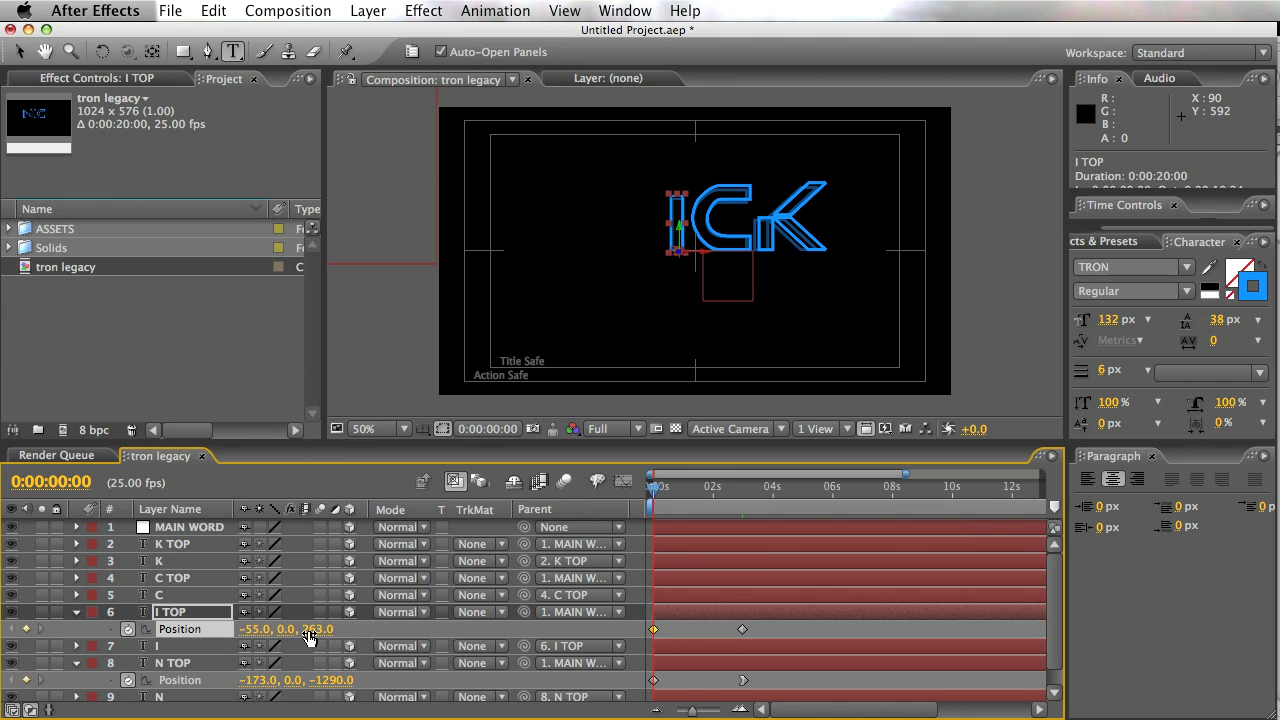 After Effects File Edit Composition Layer Effect Animation View Window Help
Untitled Project.aep *
Auto-Open Panels
Workspace: Standard
Effect Controls: I TOP Project
Composition: tron legacy
Layer: (none)
Info Audio
tron legacy
1024 x 576 (1.00)
Δ 0:00:20:00, 25.00 fps
NIC
R :
G :
B :
A : 0
X : 90
Y : 592
I TOP
Duration: 0:00:20:00
Time Controls
Name Type
ASSETS
Solids
tron legacy C
ICK
Title Safe
Action Safe
cts & Presets Character
TRON
Regular
132 px 38 px
Metrics 0
6 px
100 % 100 %
0 px 0 %
8 bpc
50% 0:00:00:00 Full Active Camera 1 View +0.0
Render Queue tron legacy
Paragraph
0 px 0 px 0 p
0 px 0 px
0:00:00:00 (25.00 fps)
02s 04s 06s 08s 10s 12s
# Layer Name Mode T TrkMat Parent
1 MAIN WORD Normal None
2 T K TOP Normal None 1. MAIN W...
3 T K Normal None 2. K TOP
4 T C TOP Normal None 1. MAIN W...
5 T C Normal None 4. C TOP
6 T I TOP Normal None 1. MAIN W...
Position -55.0, 0.0, 263.0
7 T I Normal None 6. I TOP
8 T N TOP Normal None 1. MAIN W...
Position -173.0, 0.0, -1290.0
9 T N Normal None 8. N TOP